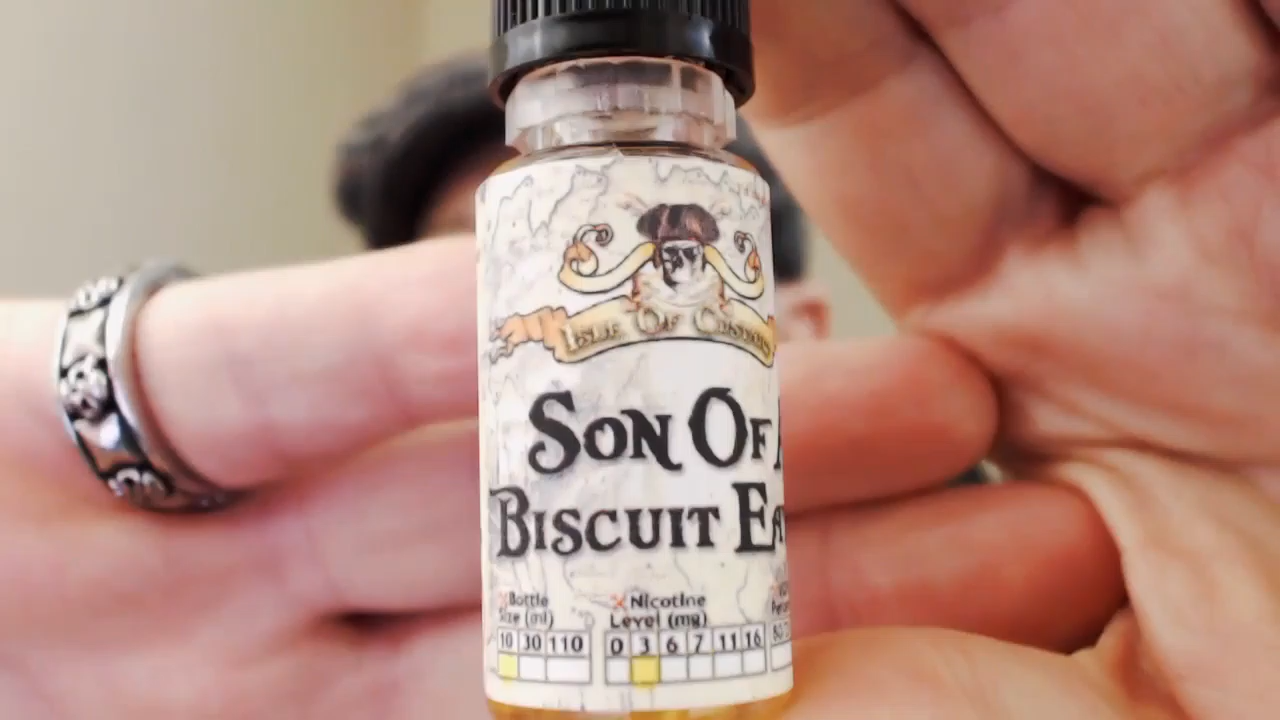 ISLE OF CUSTARD
SON OF
BISCUIT EA
Bottle
Size (ml)
10 30 110
Nicotine
Level (mg)
0 3 6 7 11 16